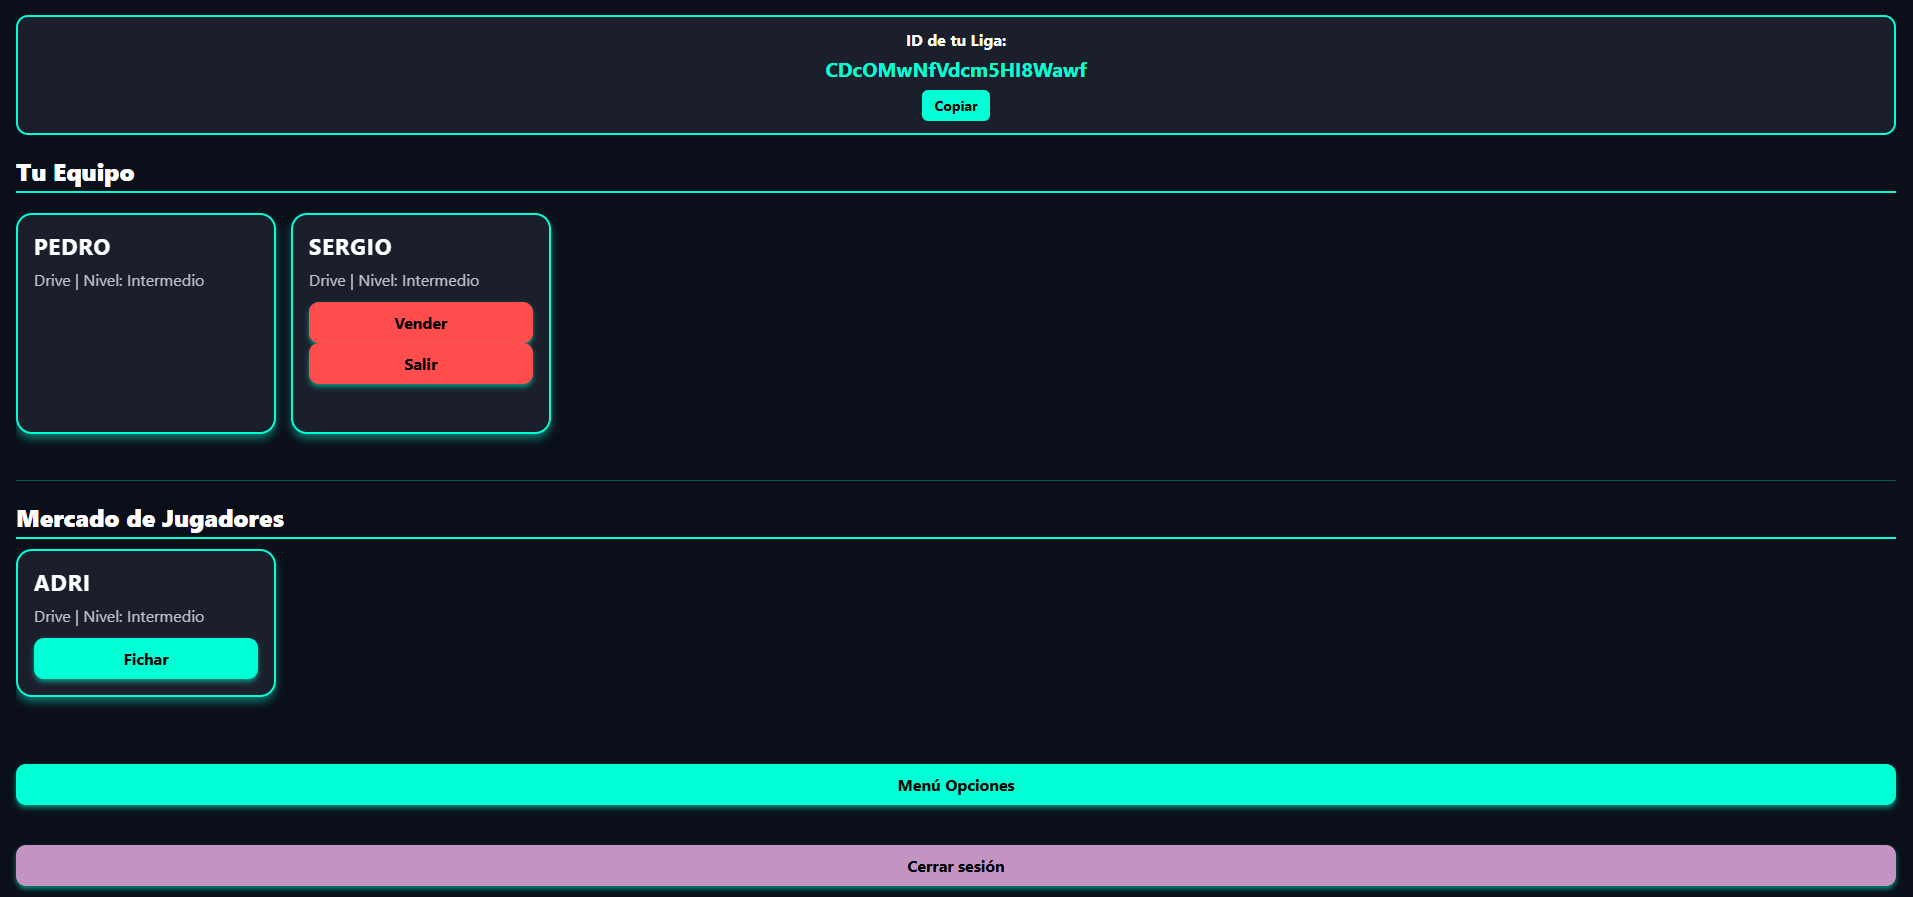 ID de tu Liga:
CDcOMwNfVdcm5HI8Wawf
Copiar
Tu Equipo
PEDRO
Drive | Nivel: Intermedio
SERGIO
Drive | Nivel: Intermedio
Vender
Salir
Mercado de Jugadores
ADRI
Drive | Nivel: Intermedio
Fichar
Menú Opciones
Cerrar sesión